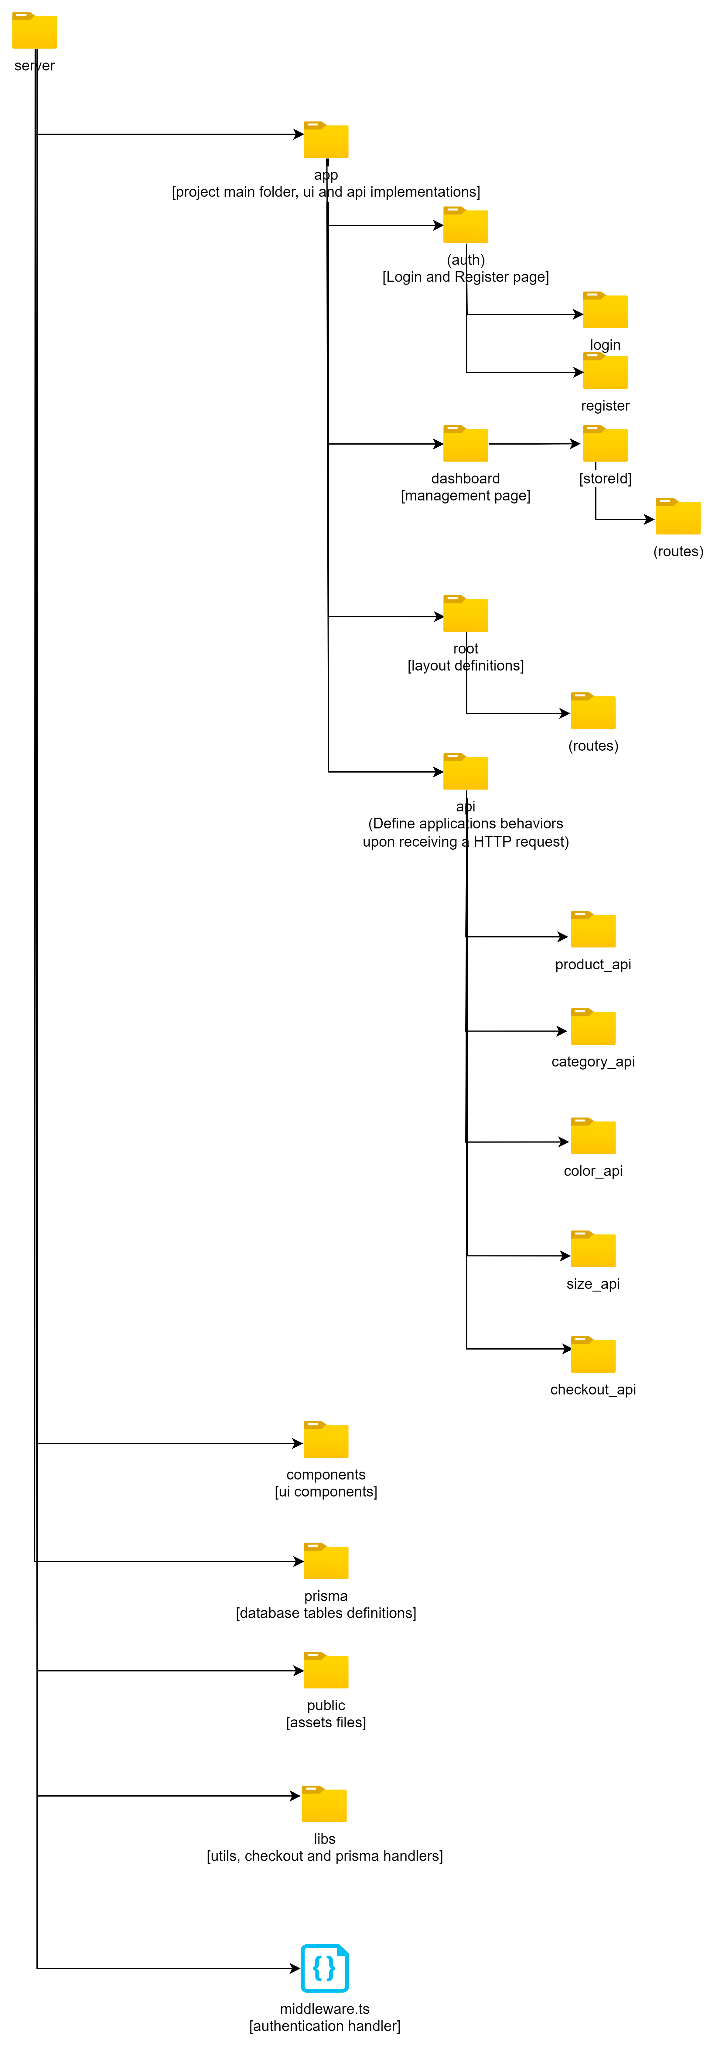 server
app
[project main folder, ui and api implementations]
(auth)
[Login and Register page]
login
register
dashboard
[management page]
[storeId]
(routes)
root
[layout definitions]
(routes)
api
(Define applications behaviors
upon receiving a HTTP request)
product_api
category_api
color_api
size_api
checkout_api
components
[ui components]
prisma
[database tables definitions]
public
[assets files]
libs
[utils, checkout and prisma handlers]
{}
middleware.ts
[authentication handler]